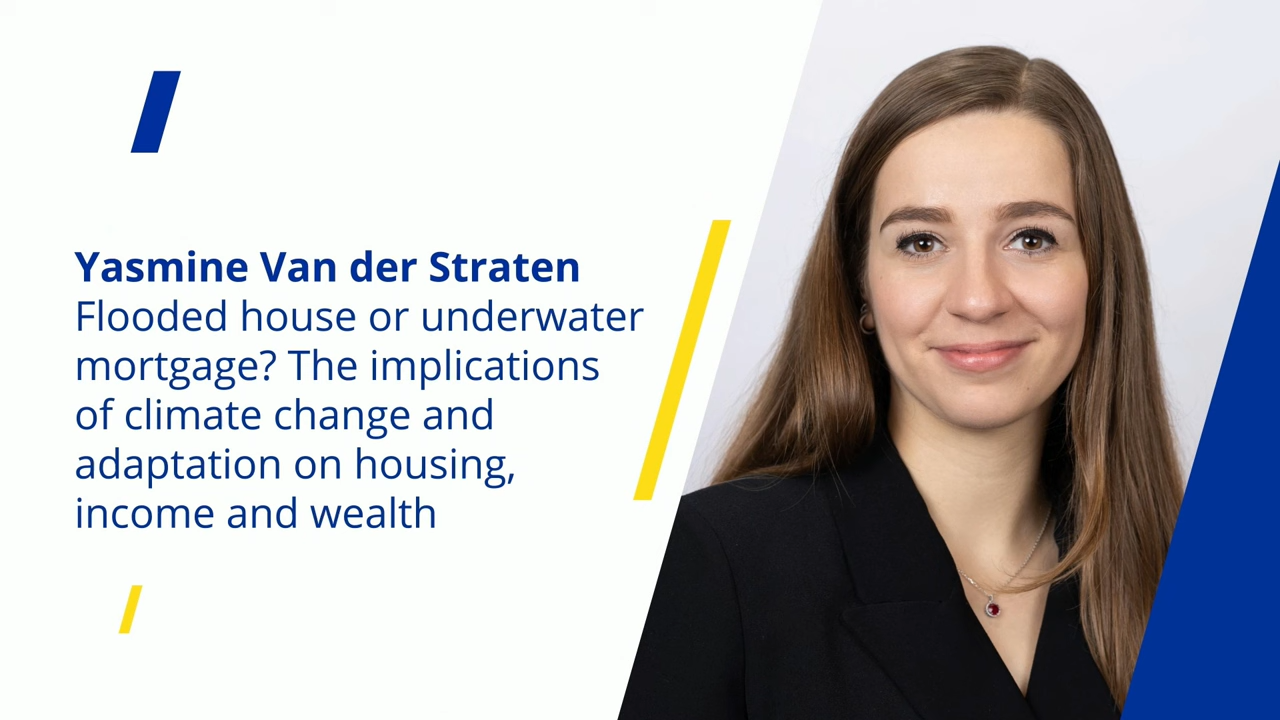 Yasmine Van der Straten
Flooded house or underwater
mortgage? The implications
of climate change and
adaptation on housing,
income and wealth